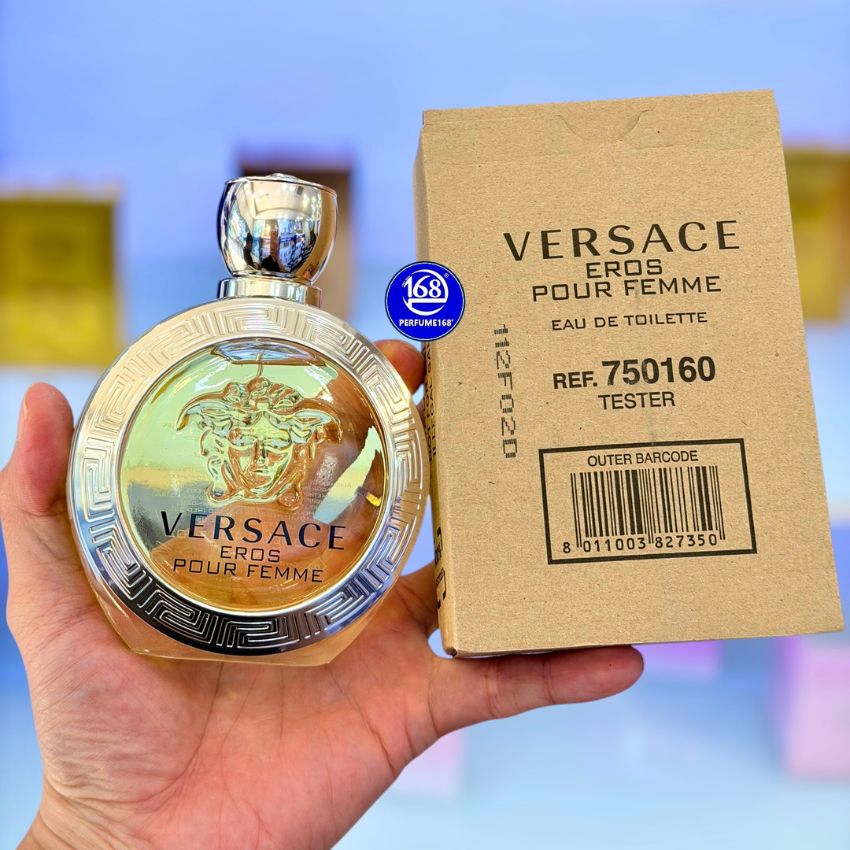 VERSACE
EROS
POUR FEMME
168
PERFUME168
VERSACE
EROS
POUR FEMME
EAU DE TOILETTE
REF. 750160
TESTER
OUTER BARCODE
8 011003 827350